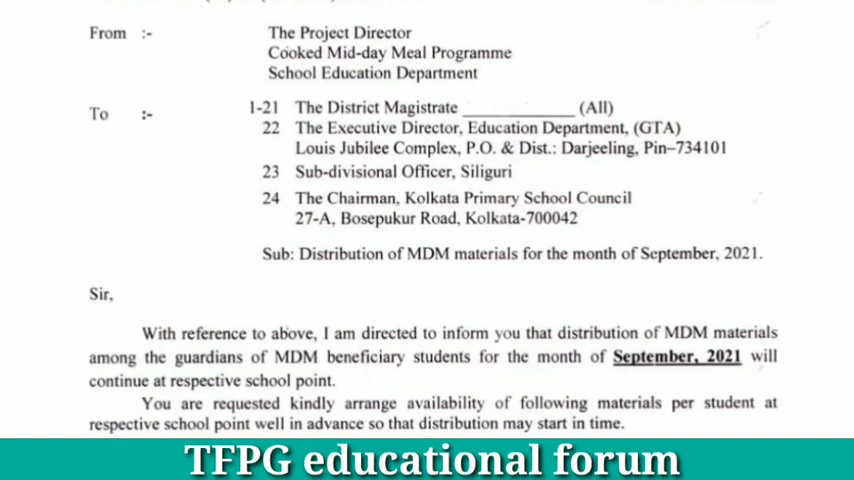 From :- The Project Director
Cooked Mid-day Meal Programme
School Education Department
To :- 1-21 The District Magistrate ____________ (All)
22 The Executive Director, Education Department, (GTA)
Louis Jubilee Complex, P.O. & Dist.: Darjeeling, Pin–734101
23 Sub-divisional Officer, Siliguri
24 The Chairman, Kolkata Primary School Council
27-A, Bosepukur Road, Kolkata-700042
Sub: Distribution of MDM materials for the month of September, 2021.
Sir,
With reference to above, I am directed to inform you that distribution of MDM materials
among the guardians of MDM beneficiary students for the month of September, 2021 will
continue at respective school point.
You are requested kindly arrange availability of following materials per student at
respective school point well in advance so that distribution may start in time.
TFPG educational forum